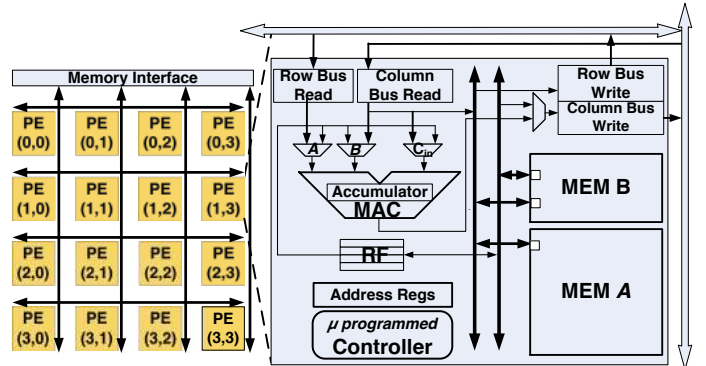 Memory Interface
PE (0,0)
PE (0,1)
PE (0,2)
PE (0,3)
PE (1,0)
PE (1,1)
PE (1,2)
PE (1,3)
PE (2,0)
PE (2,1)
PE (2,2)
PE (2,3)
PE (3,0)
PE (3,1)
PE (3,2)
PE (3,3)
Row Bus
Read
Column
Bus Read
Row Bus
Write
Column Bus
Write
A
B
Cin
Accumulator
MAC
RF
Address Regs
μ programmed
Controller
MEM B
MEM A